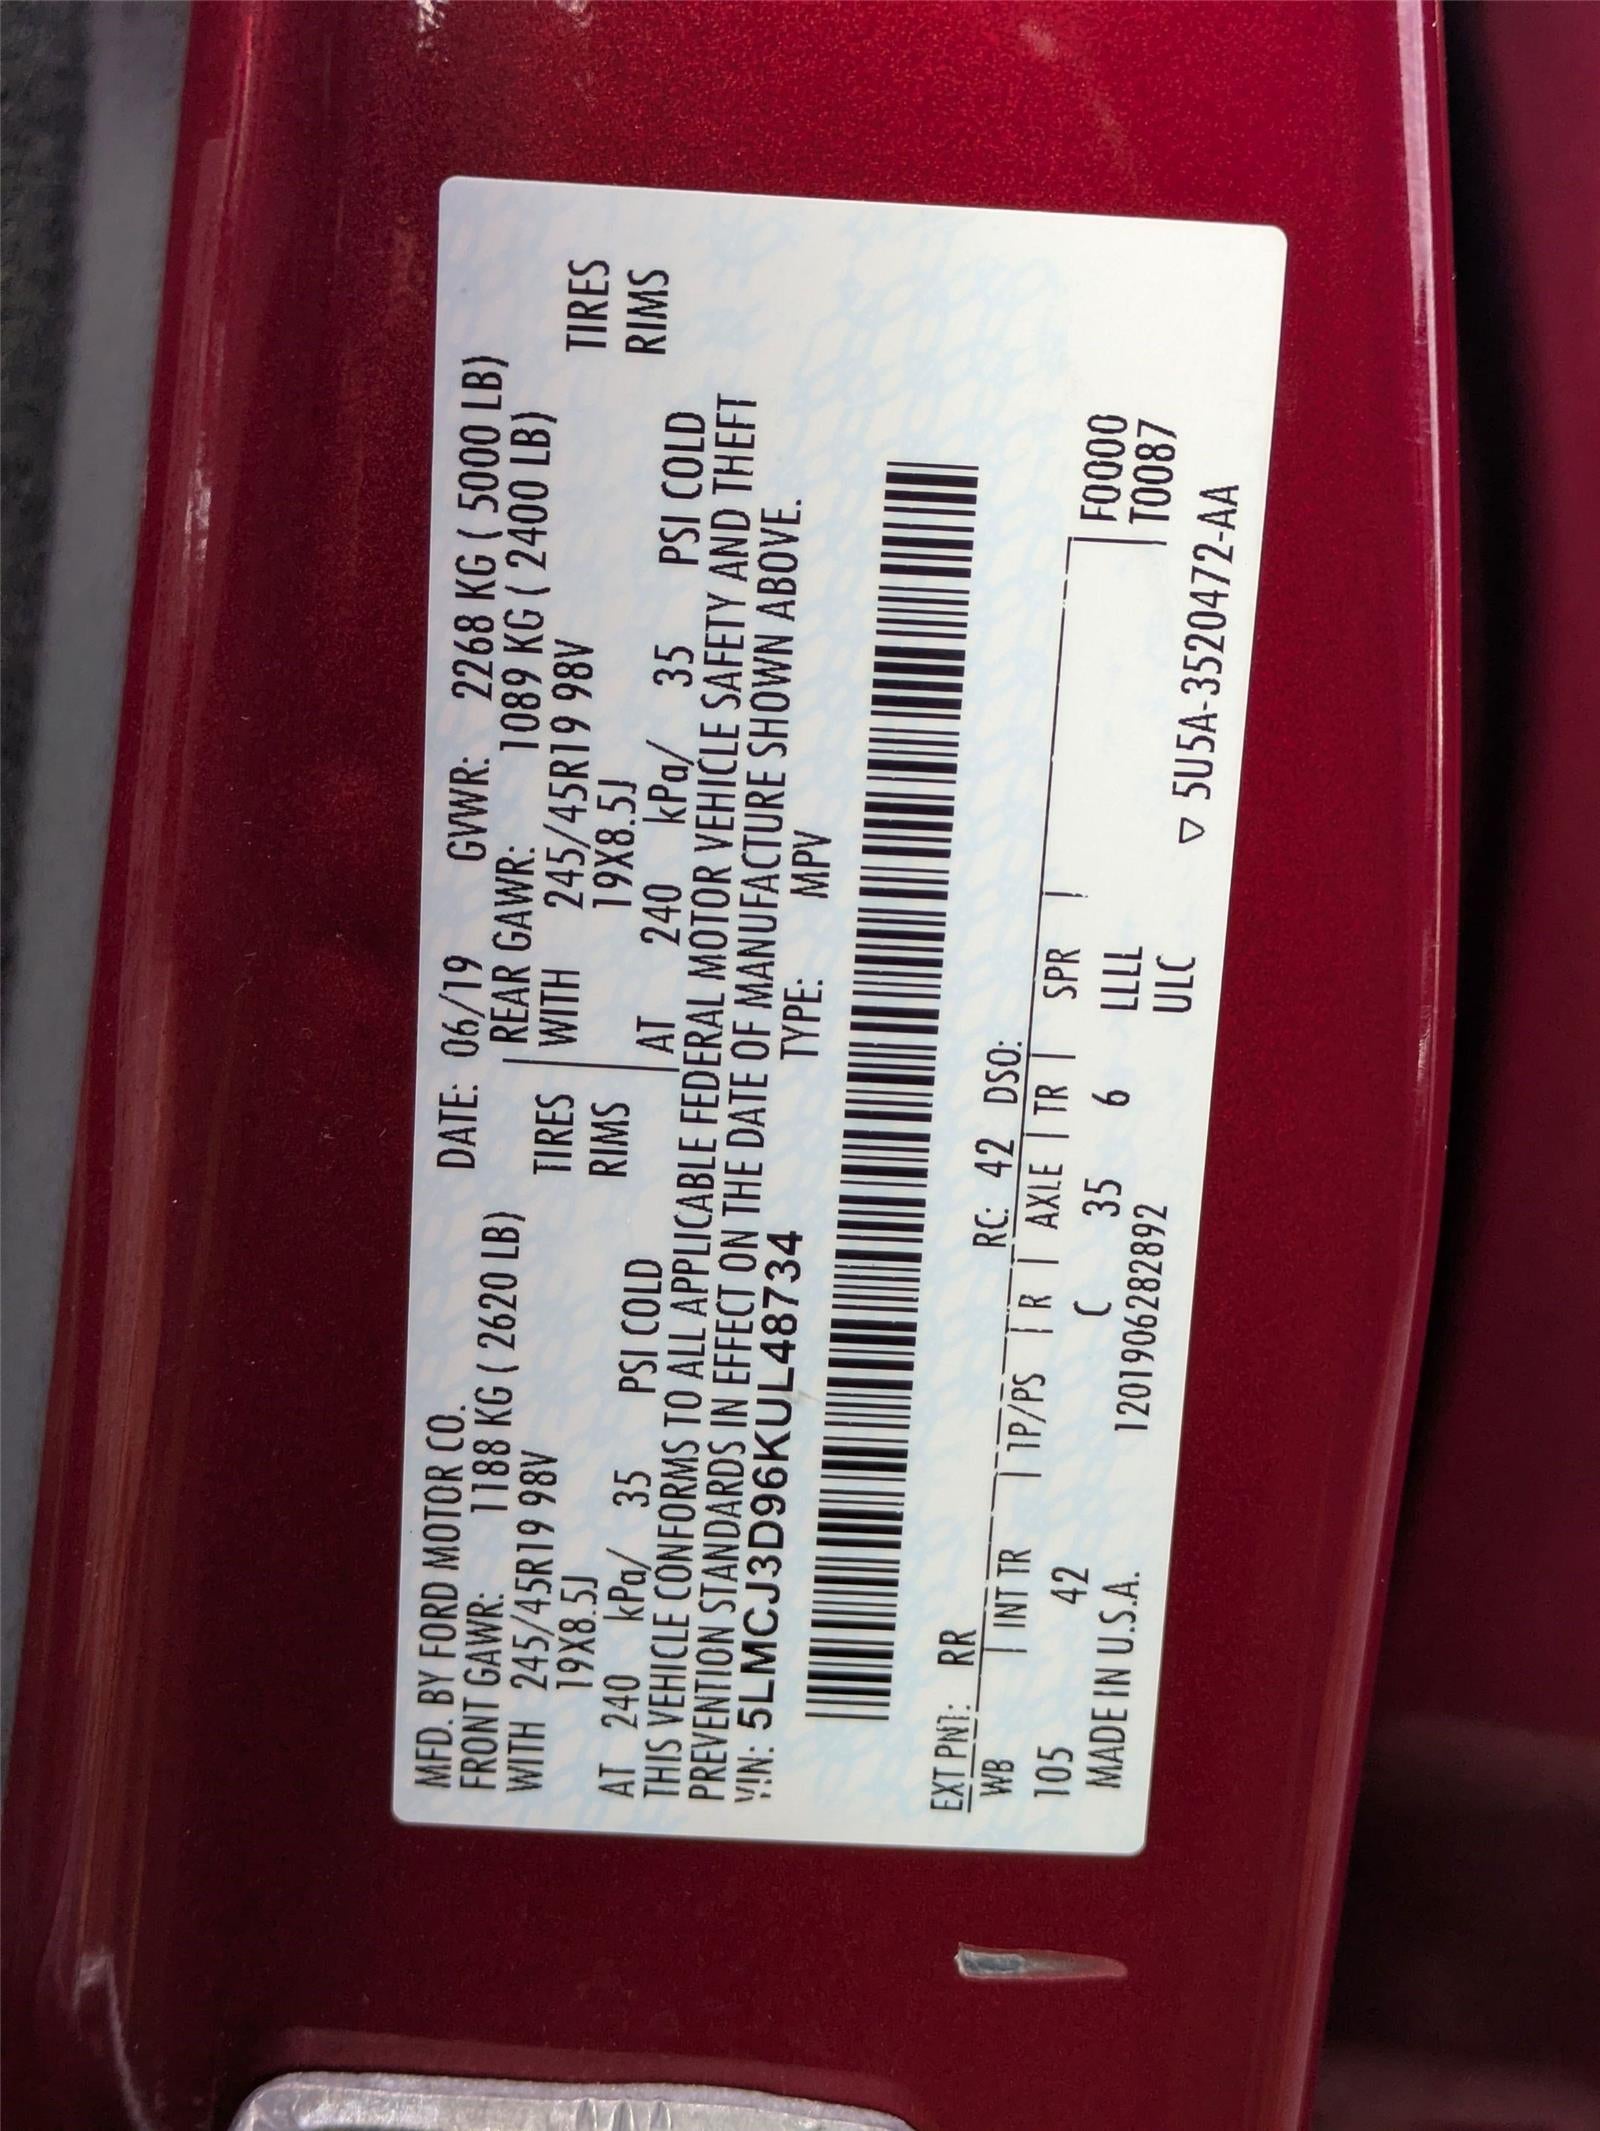 MFD. BY FORD MOTOR CO. DATE: 06/19 GVWR: 2268 KG ( 5000 LB)
FRONT GAWR: 1188 KG ( 2620 LB) REAR GAWR: 1089 KG ( 2400 LB)
WITH 245/45R19 98V TIRES WITH 245/45R19 98V TIRES
19X8.5J RIMS 19X8.5J RIMS
AT 240 kPa/ 35 PSI COLD AT 240 kPa/ 35 PSI COLD
THIS VEHICLE CONFORMS TO ALL APPLICABLE FEDERAL MOTOR VEHICLE SAFETY AND THEFT
PREVENTION STANDARDS IN EFFECT ON THE DATE OF MANUFACTURE SHOWN ABOVE.
VIN: 5LMCJ3D96KUL48734 TYPE: MPV
EXT PNT: RR RC: 42 DSO:
WB INT TR TP/PS R AXLE TR SPR F0000
105 42 C 35 6 LLLL T0087
MADE IN U.S.A. 1201906282892 ULC
▽ 5U5A-3520472-AA